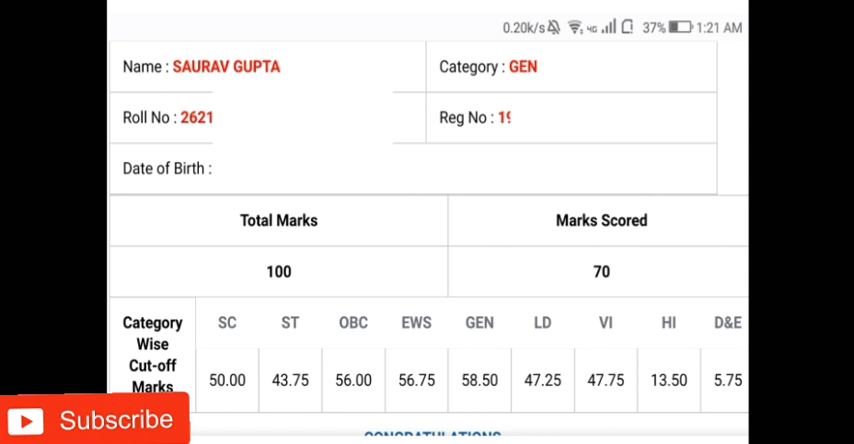 0.20k/s 4G 37% 1:21 AM
Name : SAURAV GUPTA Category : GEN
Roll No : 2621 Reg No : 19
Date of Birth :
Total Marks Marks Scored
100 70
Category Wise Cut-off Marks SC ST OBC EWS GEN LD VI HI D&E
50.00 43.75 56.00 56.75 58.50 47.25 47.75 13.50 5.75
Subscribe
CONGRATULATIONS